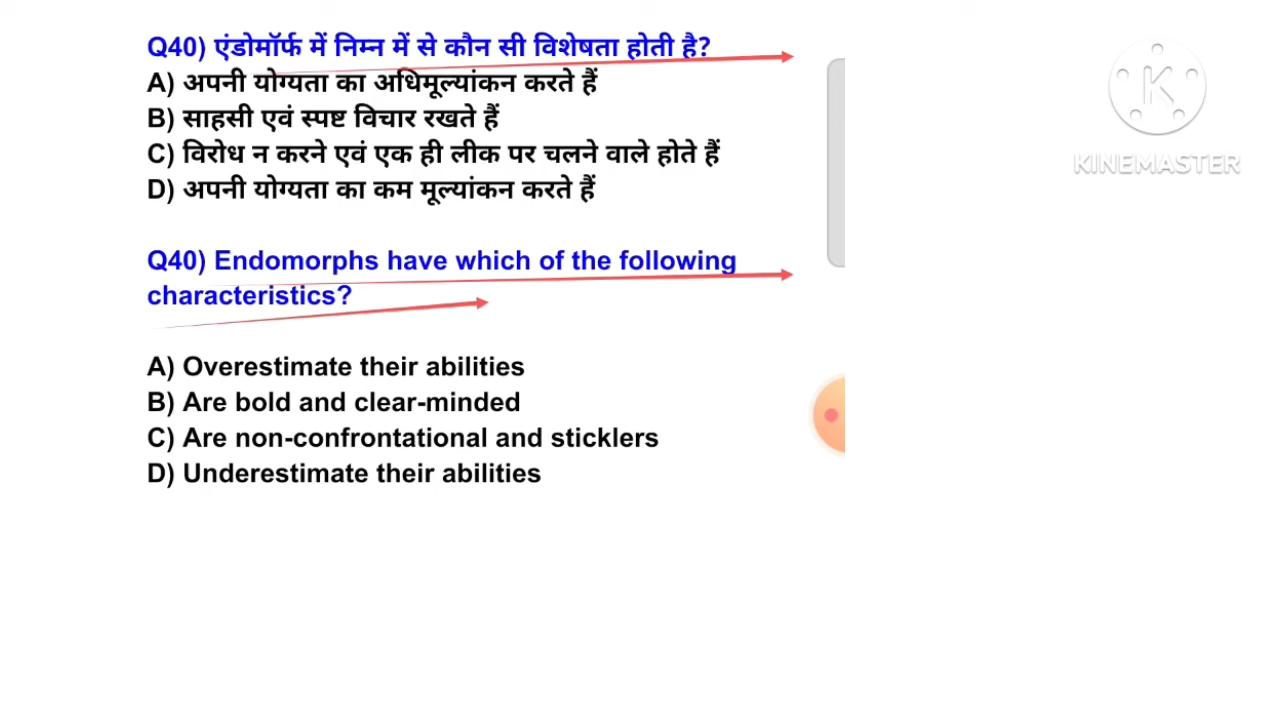 Q40) एंडोमॉर्फ में निम्न में से कौन सी विशेषता होती है?
A) अपनी योग्यता का अधिमूल्यांकन करते हैं
B) साहसी एवं स्पष्ट विचार रखते हैं
C) विरोध न करने एवं एक ही लीक पर चलने वाले होते हैं
D) अपनी योग्यता का कम मूल्यांकन करते हैं
Q40) Endomorphs have which of the following
characteristics?
A) Overestimate their abilities
B) Are bold and clear-minded
C) Are non-confrontational and sticklers
D) Underestimate their abilities
K
KINEMASTER